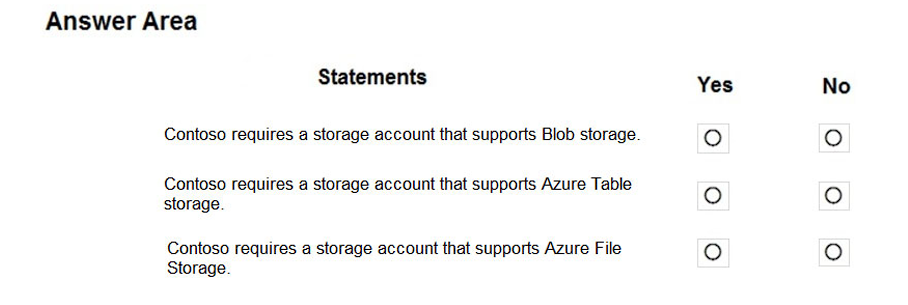 Answer Area
Statements
Yes
No
Contoso requires a storage account that supports Blob storage.
Contoso requires a storage account that supports Azure Table
storage.
Contoso requires a storage account that supports Azure File
Storage.